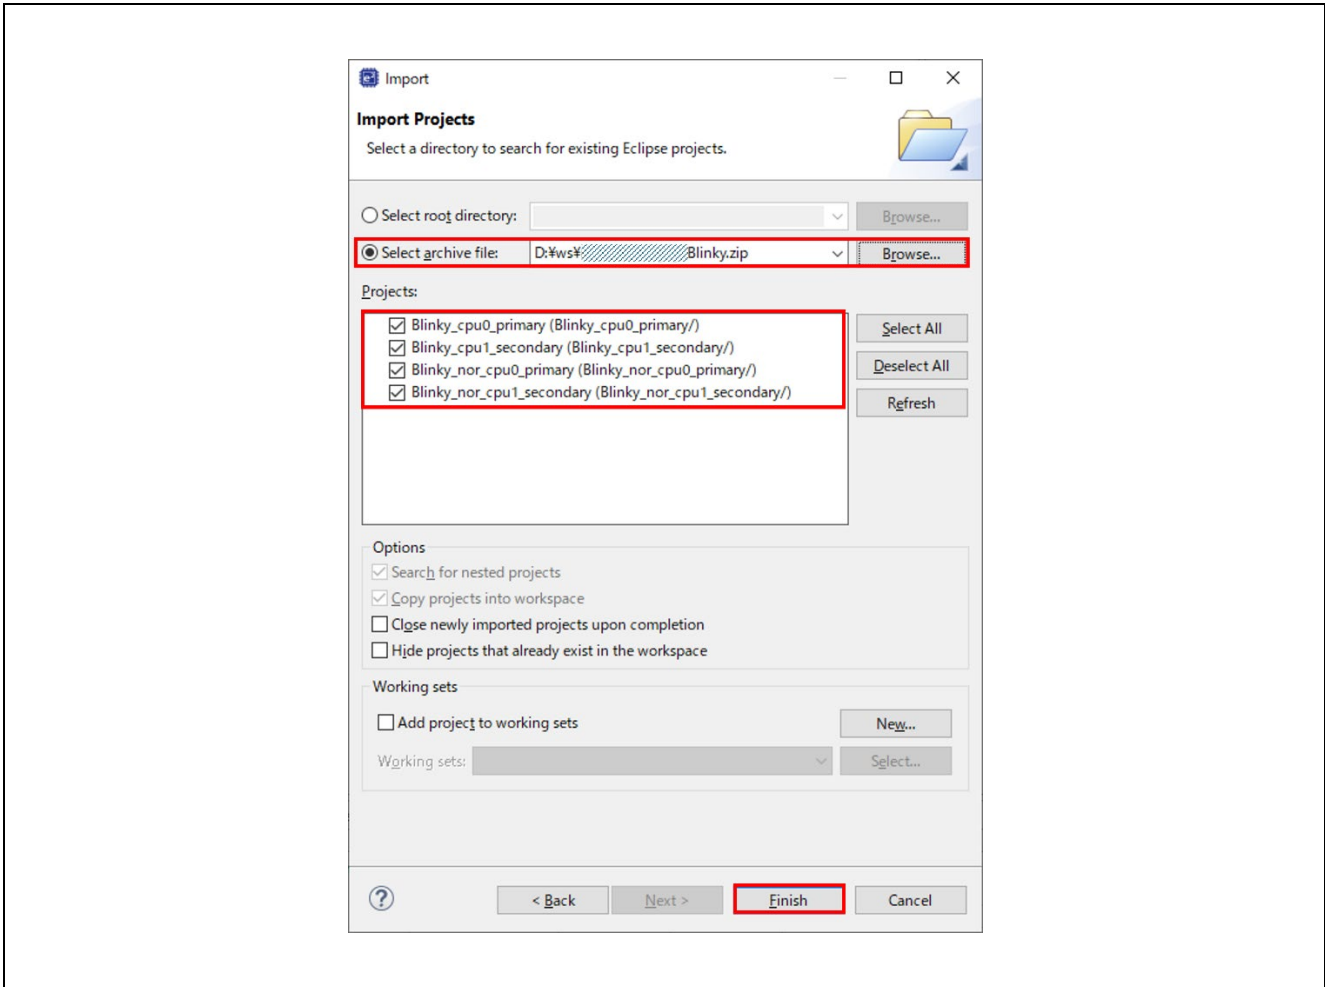 Import
Import Projects
Select a directory to search for existing Eclipse projects.
Select root directory: Browse...
Select archive file: D:¥ws¥ Blinky.zip Browse...
Projects:
Blinky_cpu0_primary (Blinky_cpu0_primary/)
Blinky_cpu1_secondary (Blinky_cpu1_secondary/)
Blinky_nor_cpu0_primary (Blinky_nor_cpu0_primary/)
Blinky_nor_cpu1_secondary (Blinky_nor_cpu1_secondary/)
Select All
Deselect All
Refresh
Options
Search for nested projects
Copy projects into workspace
Close newly imported projects upon completion
Hide projects that already exist in the workspace
Working sets
Add project to working sets New...
Working sets: Select...
? < Back Next > Finish Cancel